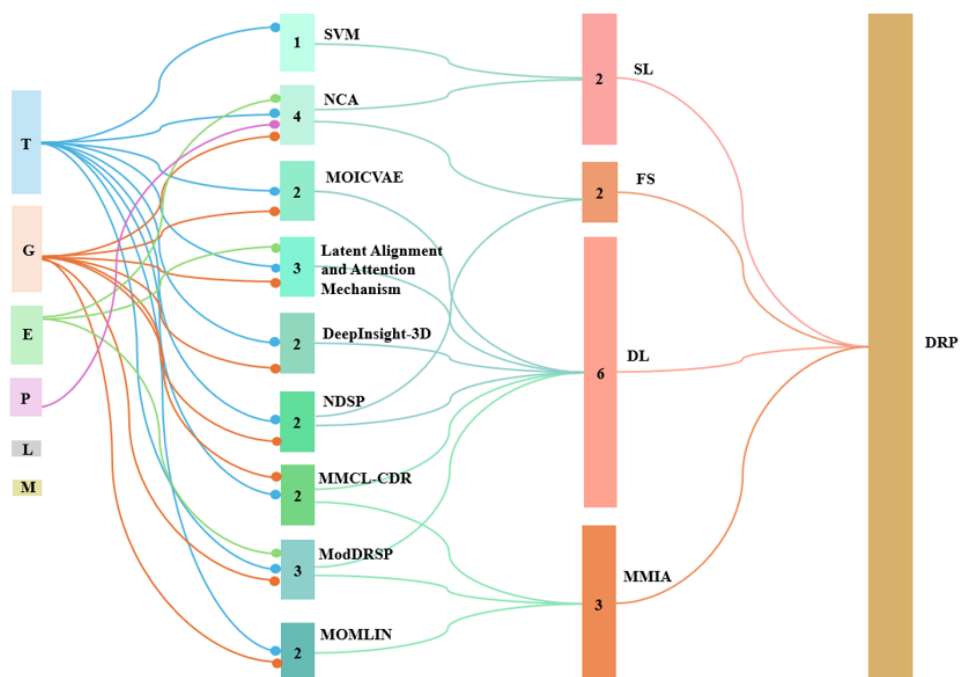 T
G
E
P
L
M
1
SVM
4
NCA
2
MOICVAE
3
Latent Alignment
and Attention
Mechanism
2
DeepInsight-3D
2
NDSP
2
MMCL-CDR
3
ModDRSP
2
MOMLIN
2
SL
2
FS
6
DL
3
MMIA
DRP